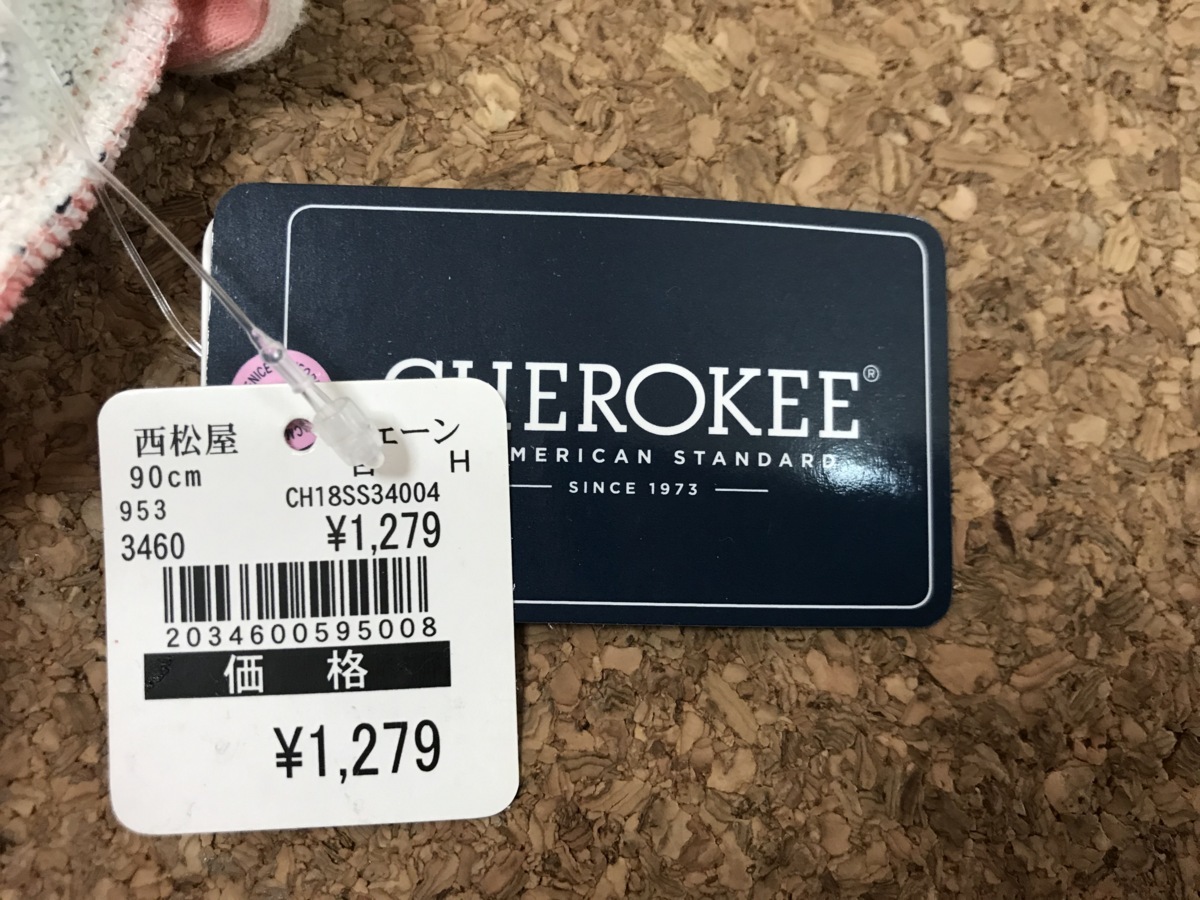 CHEROKEE®
AMERICAN STANDARD
SINCE 1973
西松屋 チェーン
90cm H
953 CH18SS34004
3460 ¥1,279
2034600595008
価格
¥1,279